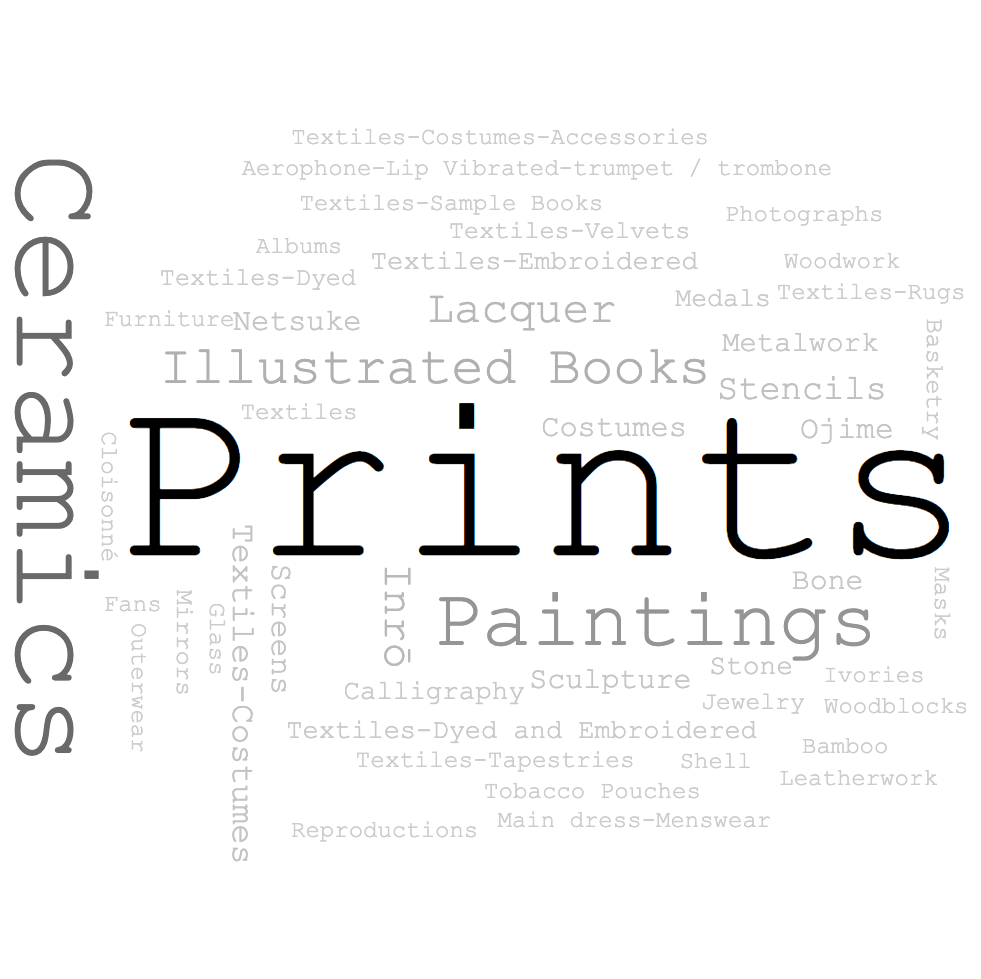 Textiles-Costumes-Accessories
Aerophone-Lip Vibrated-trumpet / trombone
Textiles-Sample Books
Photographs
Textiles-Velvets
Albums
Textiles-Embroidered
Woodwork
Textiles-Dyed
Medals
Textiles-Rugs
Furniture
Netsuke
Lacquer
Metalwork
Illustrated Books
Stencils
Basketry
Textiles
Costumes
Ojime
Ceramics
Cloisonné
Prints
Fans
Mirrors
Glass
Outerwear
Textiles-Costumes
Screens
Inrō
Bone
Masks
Paintings
Calligraphy
Sculpture
Stone
Ivories
Jewelry
Woodblocks
Textiles-Dyed and Embroidered
Bamboo
Textiles-Tapestries
Shell
Leatherwork
Tobacco Pouches
Main dress-Menswear
Reproductions